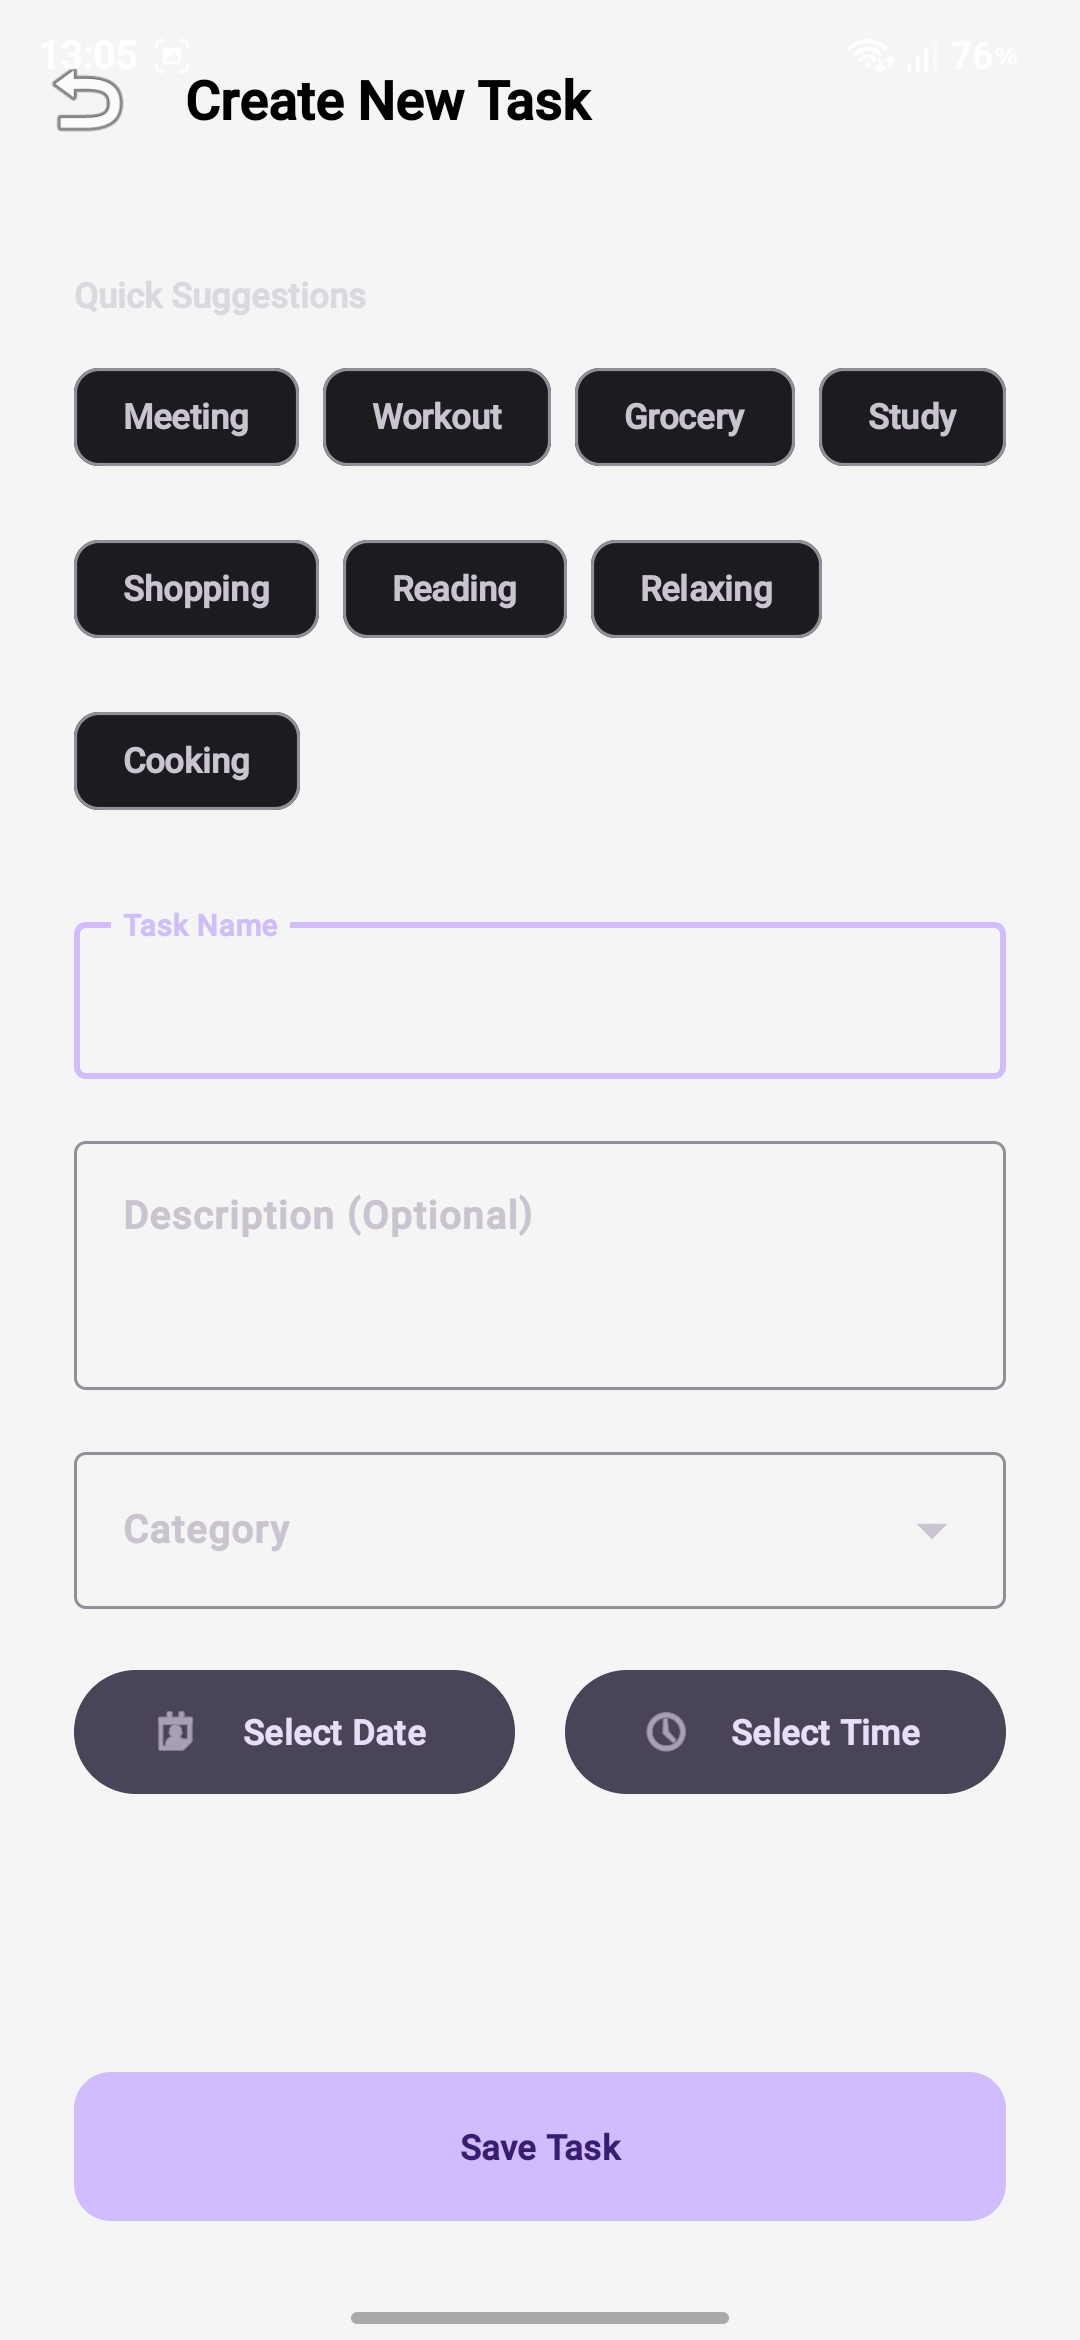 13:05 76%
Create New Task
Quick Suggestions
Meeting Workout Grocery Study
Shopping Reading Relaxing
Cooking
Task Name
Description (Optional)
Category
Select Date Select Time
Save Task